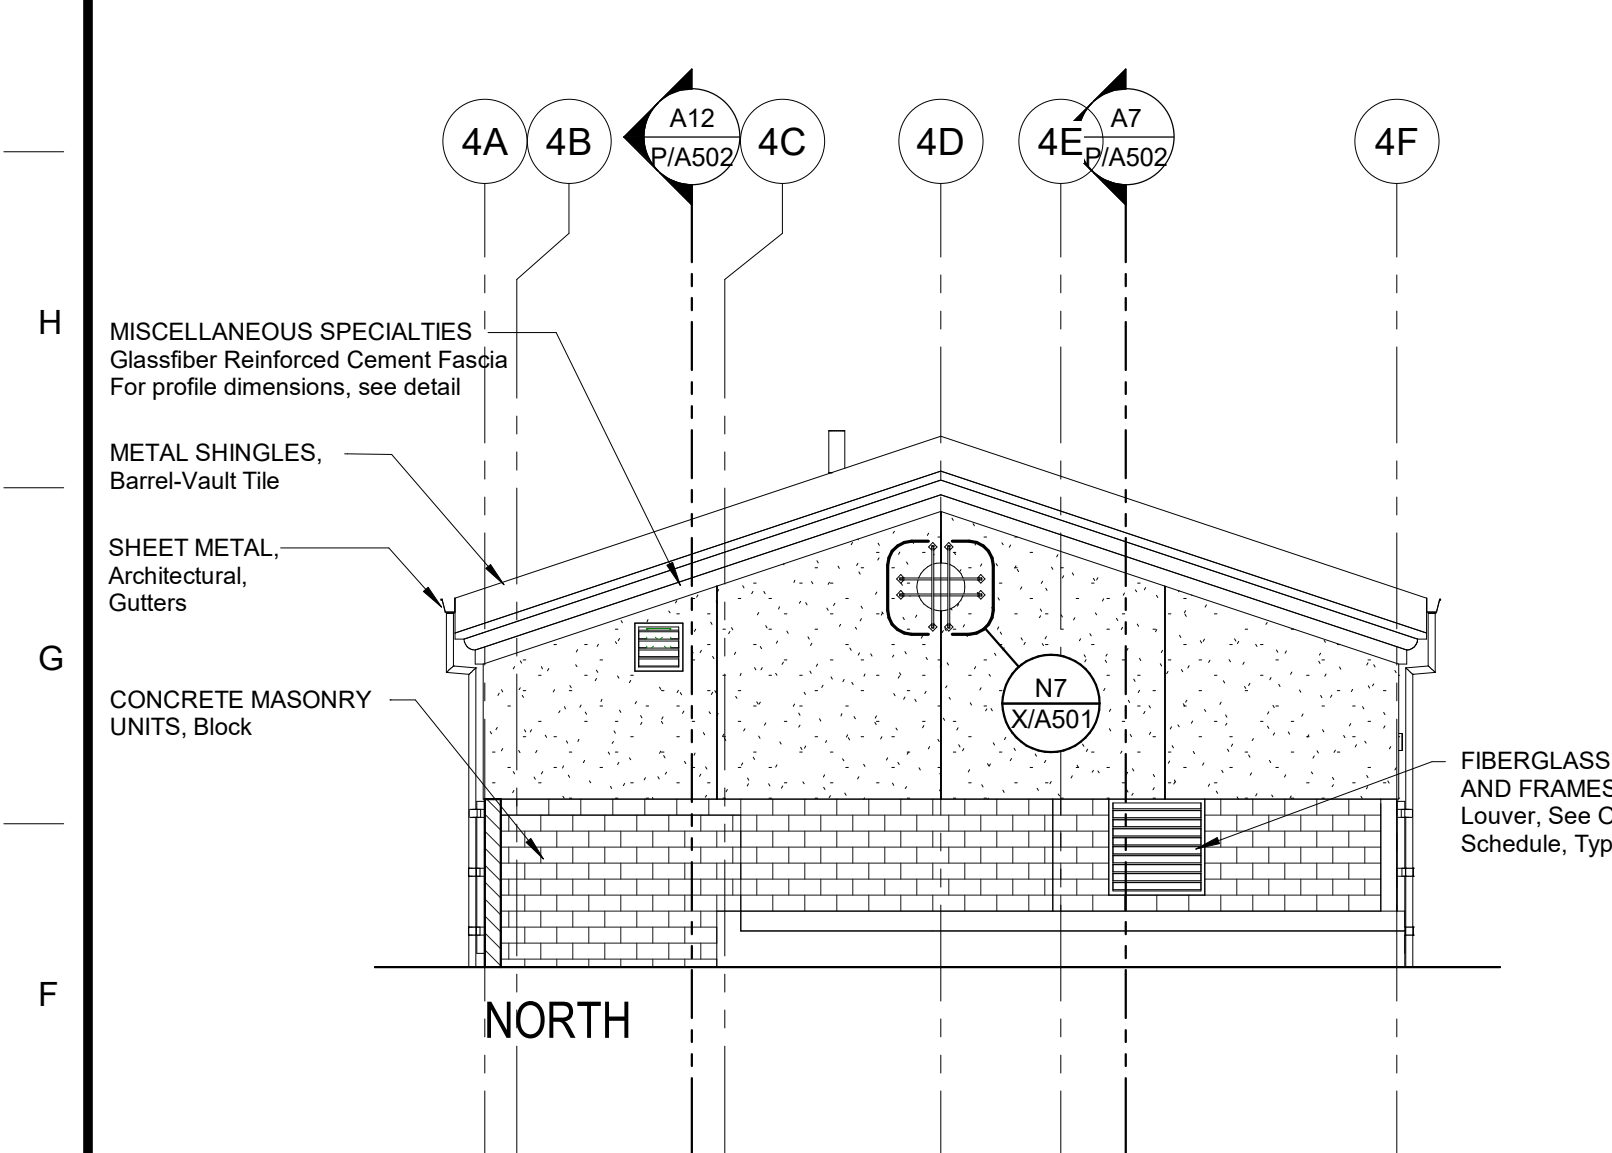 4A
4B
A12
P/A502
4C
4D
4E
A7
P/A502
4F
H
MISCELLANEOUS SPECIALTIES
Glassfiber Reinforced Cement Fascia
For profile dimensions, see detail
METAL SHINGLES,
Barrel-Vault Tile
SHEET METAL,
Architectural,
Gutters
G
CONCRETE MASONRY
UNITS, Block
N7
X/A501
FIBERGLASS
AND FRAMES
Louver, See
Schedule, Typ
F
NORTH